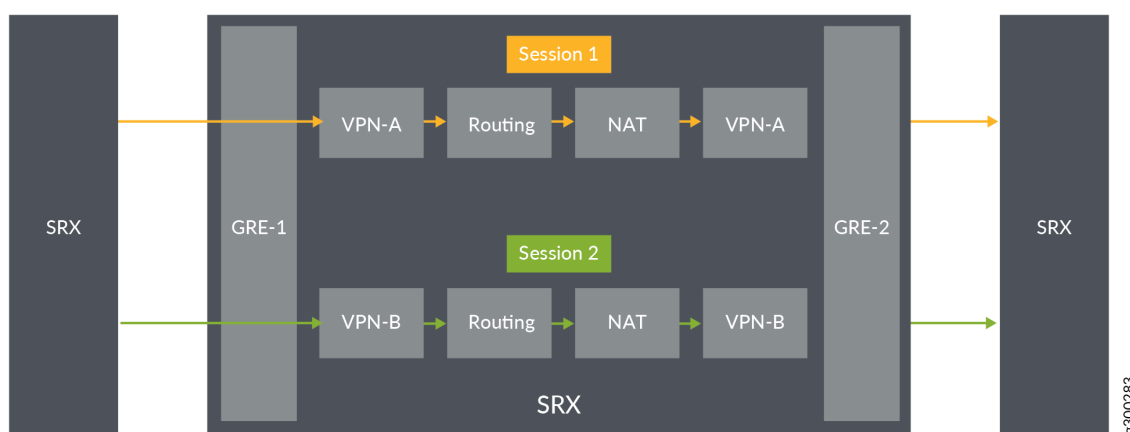 Session 1
VPN-A
Routing
NAT
VPN-A
SRX
GRE-1
GRE-2
SRX
Session 2
VPN-B
Routing
NAT
VPN-B
SRX
g300283